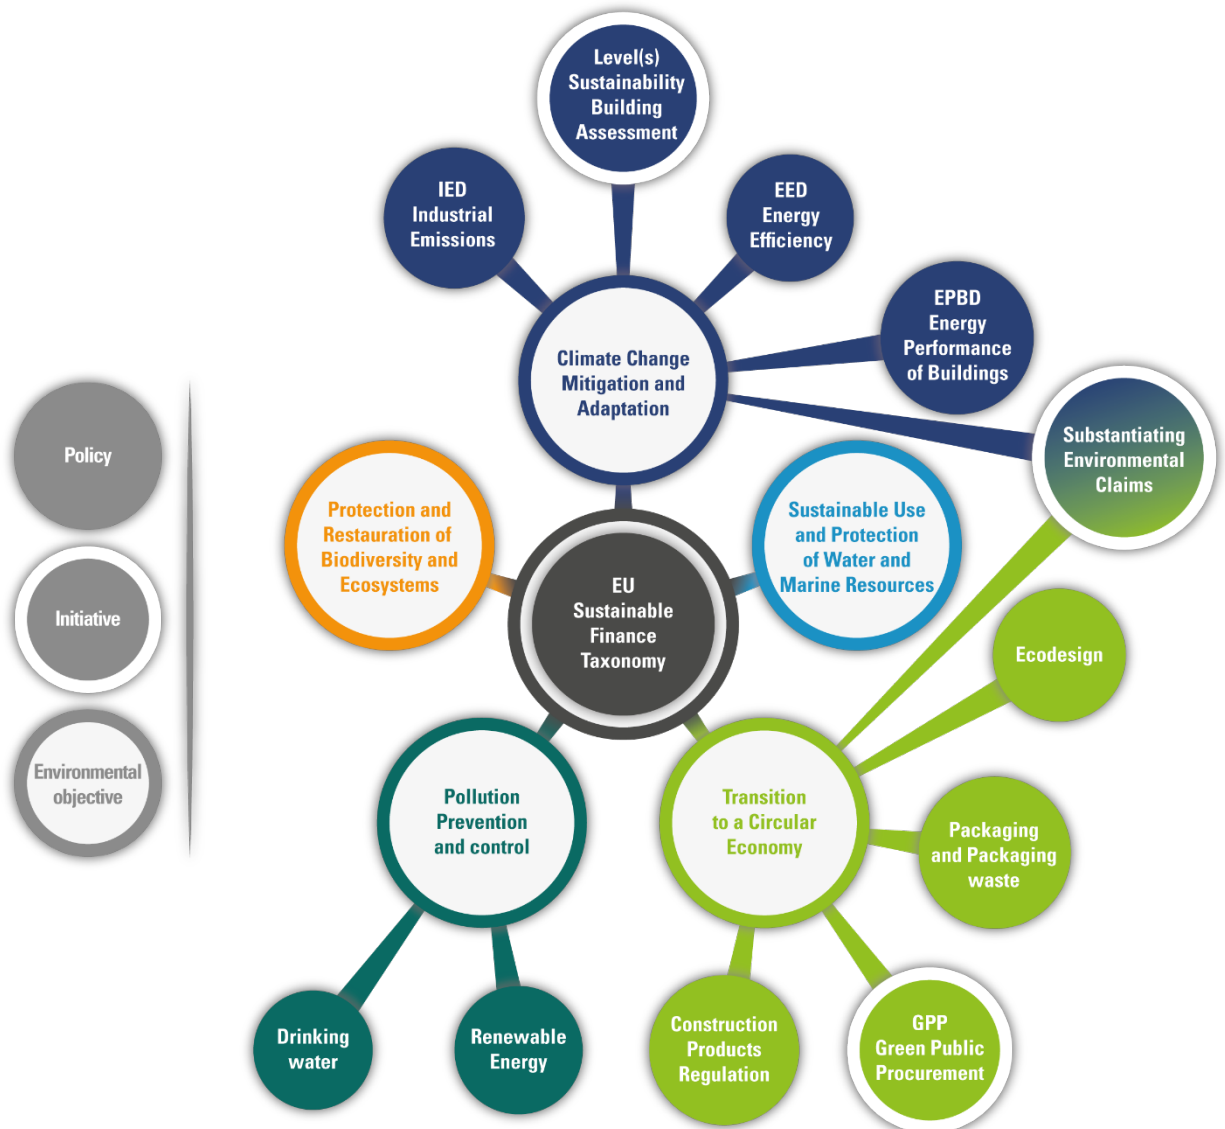 Level(s)
Sustainability
Building
Assessment
IED
Industrial
Emissions
EED
Energy
Efficiency
EPBD
Energy
Performance
of Buildings
Climate Change
Mitigation and
Adaptation
Substantiating
Environmental
Claims
Policy
Initiative
Environmental
objective
Protection and
Restauration of
Biodiversity and
Ecosystems
Sustainable Use
and Protection
of Water and
Marine Resources
EU
Sustainable
Finance
Taxonomy
Ecodesign
Pollution
Prevention
and control
Transition
to a Circular
Economy
Packaging
and Packaging
waste
Drinking
water
Renewable
Energy
Construction
Products
Regulation
GPP
Green Public
Procurement